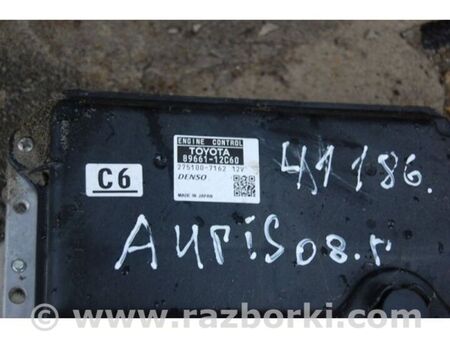 ENGINE CONTROL
TOYOTA
89661-12C60
275100-7162 12V
DENSO
MADE IN JAPAN
C6
41186.
AURIS 08.г
www.razborki.com